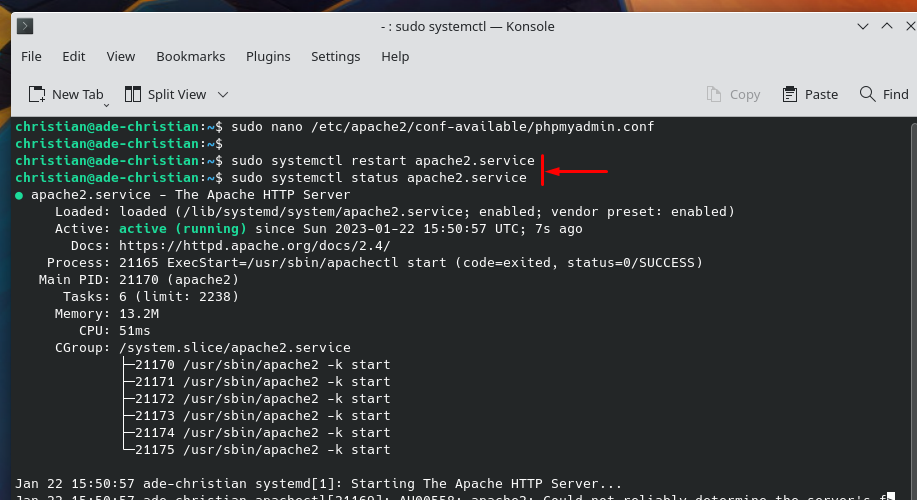 - : sudo systemctl — Konsole
File Edit View Bookmarks Plugins Settings Help
New Tab Split View Copy Paste Find
christian@ade-christian:~$ sudo nano /etc/apache2/conf-available/phpmyadmin.conf
christian@ade-christian:~$
christian@ade-christian:~$ sudo systemctl restart apache2.service
christian@ade-christian:~$ sudo systemctl status apache2.service
● apache2.service - The Apache HTTP Server
Loaded: loaded (/lib/systemd/system/apache2.service; enabled; vendor preset: enabled)
Active: active (running) since Sun 2023-01-22 15:50:57 UTC; 7s ago
Docs: https://httpd.apache.org/docs/2.4/
Process: 21165 ExecStart=/usr/sbin/apachectl start (code=exited, status=0/SUCCESS)
Main PID: 21170 (apache2)
Tasks: 6 (limit: 2238)
Memory: 13.2M
CPU: 51ms
CGroup: /system.slice/apache2.service
├─21170 /usr/sbin/apache2 -k start
├─21171 /usr/sbin/apache2 -k start
├─21172 /usr/sbin/apache2 -k start
├─21173 /usr/sbin/apache2 -k start
├─21174 /usr/sbin/apache2 -k start
└─21175 /usr/sbin/apache2 -k start
Jan 22 15:50:57 ade-christian systemd[1]: Starting The Apache HTTP Server...
Jan 22 15:50:57 ade-christian apachectl[21169]: AH00558: apache2: Could not reliably determine the server's f